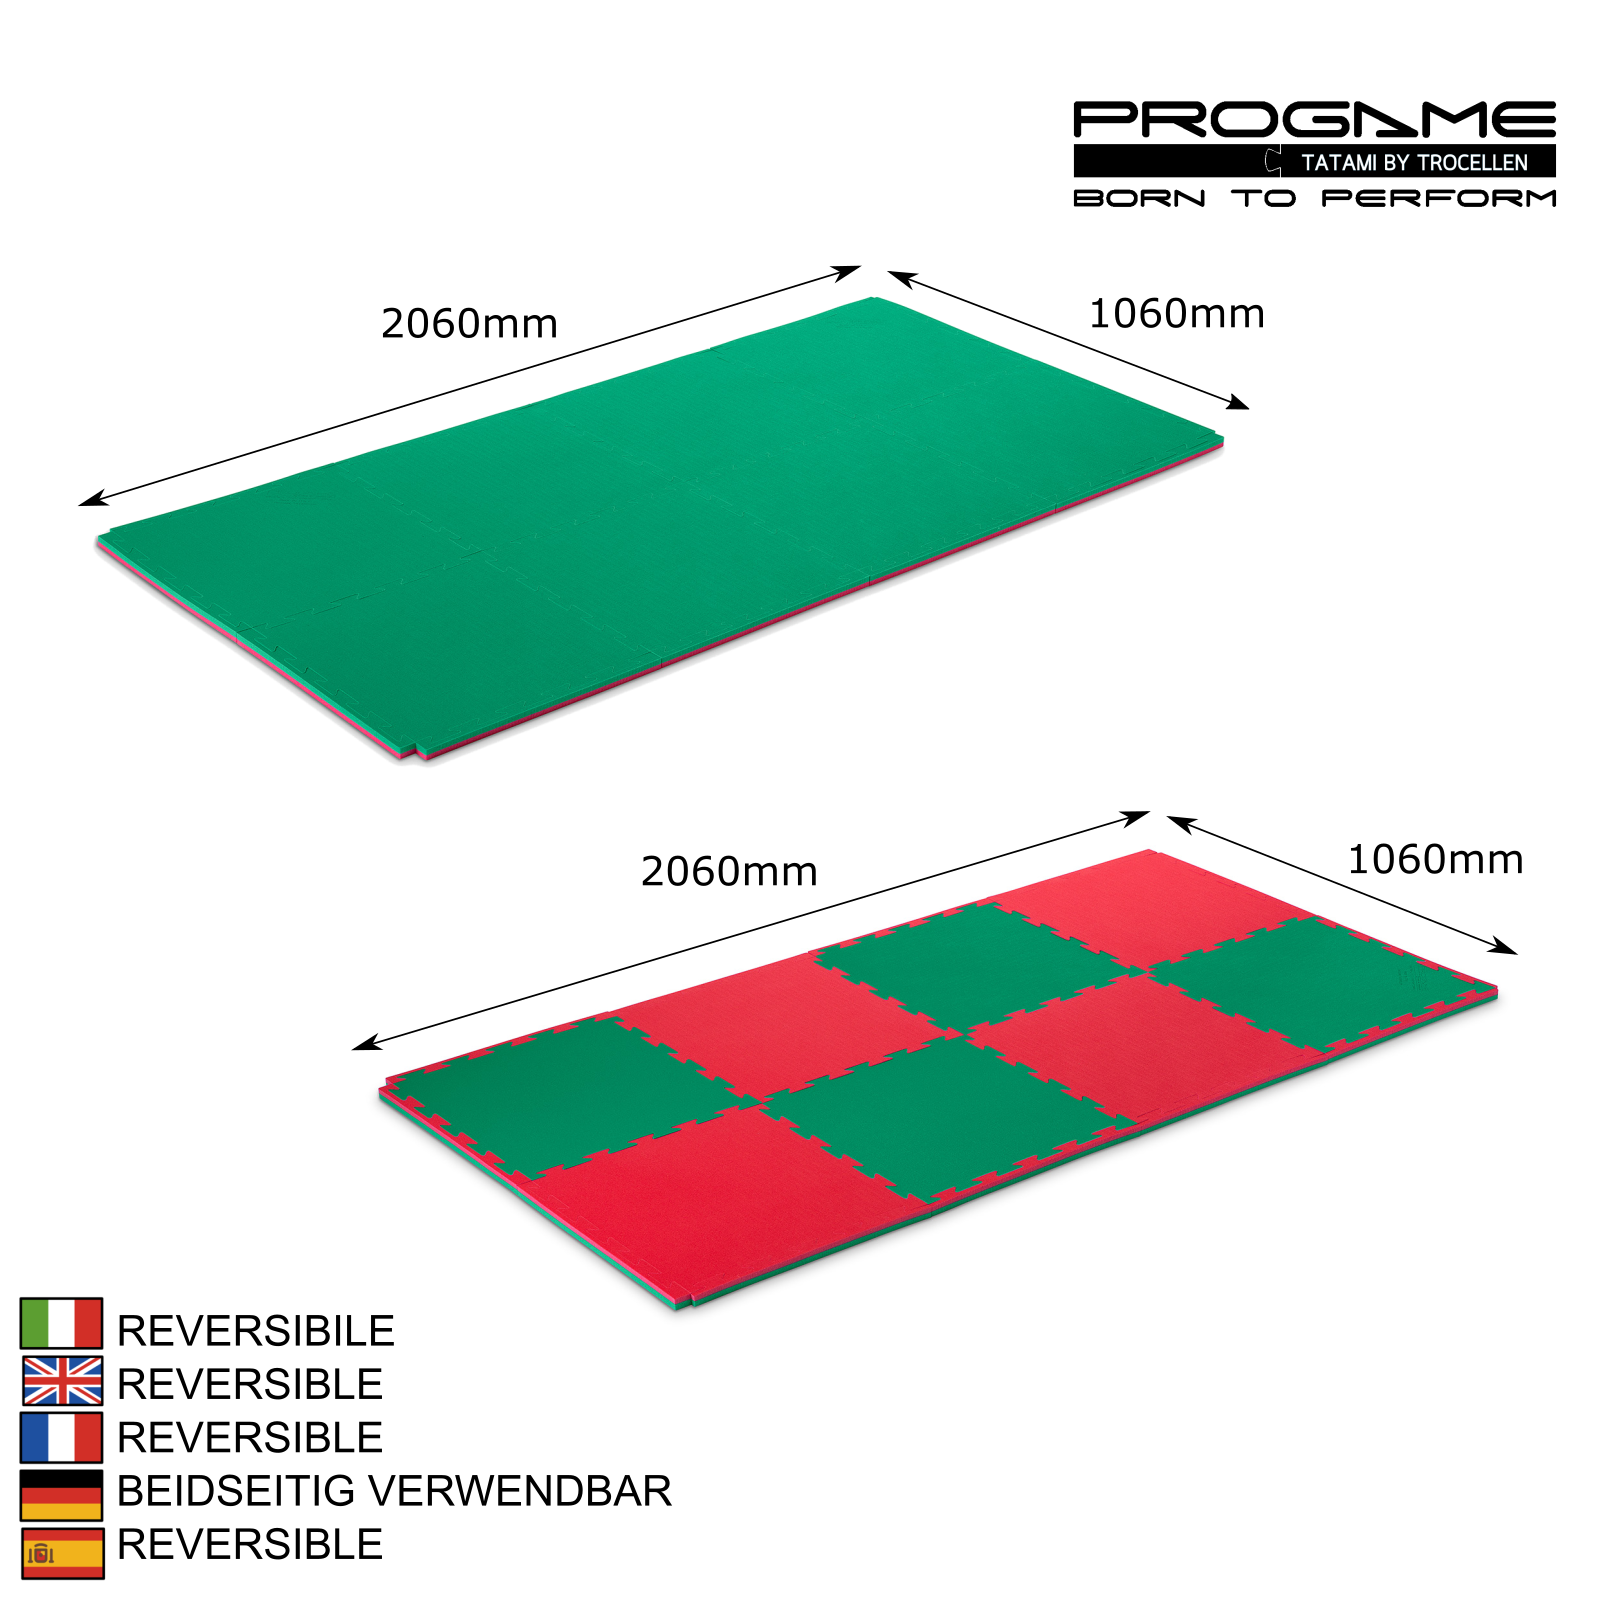 PROGAME
TATAMI BY TROCELLEN
BORN TO PERFORM
2060mm
1060mm
2060mm
1060mm
REVERSIBILE
REVERSIBLE
REVERSIBLE
BEIDSEITIG VERWENDBAR
REVERSIBLE